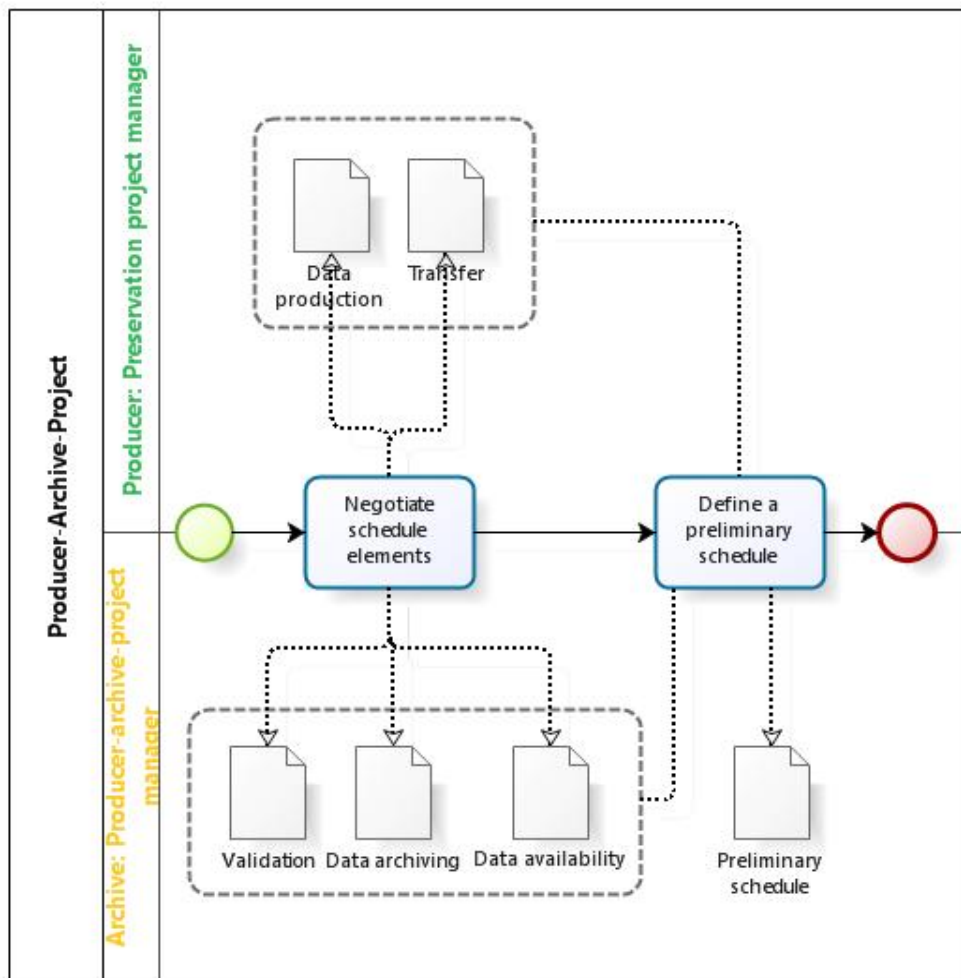 Producer-Archive-Project
Producer: Preservation project manager
Archive: Producer-archive-project
manager
Data
production
Transfer
Negotiate
schedule
elements
Define a
preliminary
schedule
Validation
Data archiving
Data availability
Preliminary
schedule